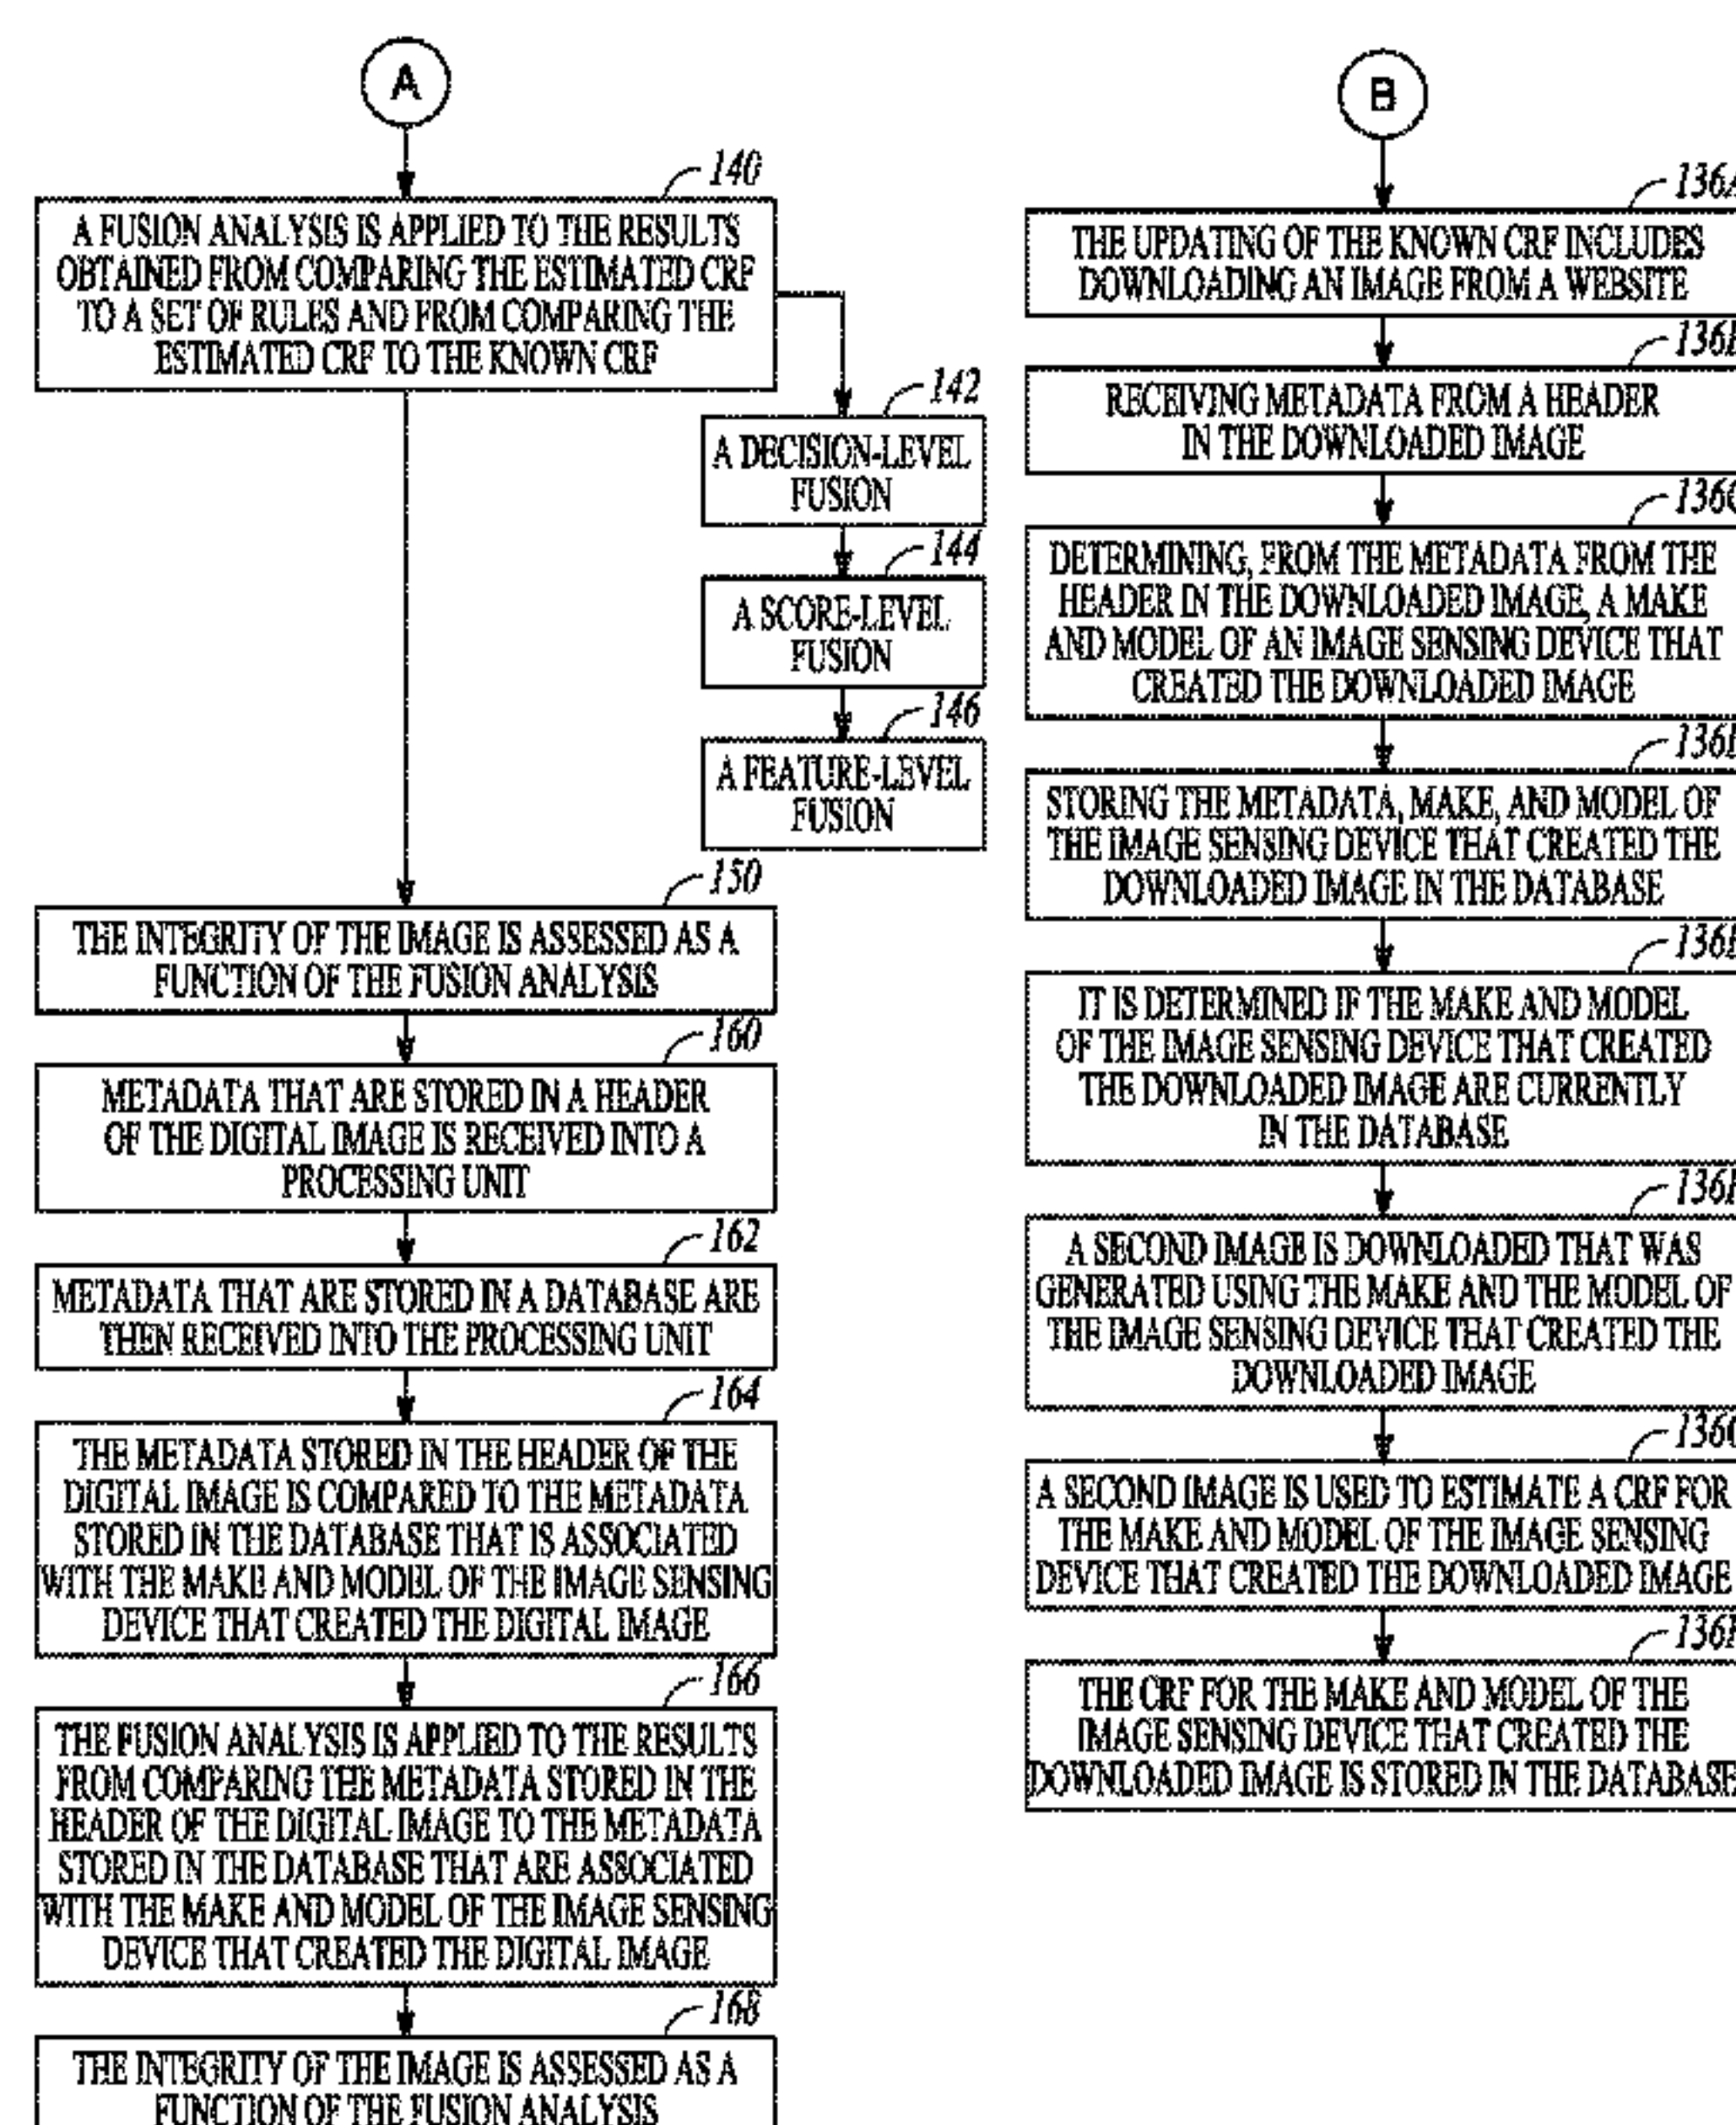 A
140
A FUSION ANALYSIS IS APPLIED TO THE RESULTS
OBTAINED FROM COMPARING THE ESTIMATED CRF
TO A SET OF RULES AND FROM COMPARING THE
ESTIMATED CRF TO THE KNOWN CRF
142
A DECISION-LEVEL
FUSION
144
A SCORE-LEVEL
FUSION
146
A FEATURE-LEVEL
FUSION
150
THE INTEGRITY OF THE IMAGE IS ASSESSED AS A
FUNCTION OF THE FUSION ANALYSIS
160
METADATA THAT ARE STORED IN A HEADER
OF THE DIGITAL IMAGE IS RECEIVED INTO A
PROCESSING UNIT
162
METADATA THAT ARE STORED IN A DATABASE ARE
THEN RECEIVED INTO THE PROCESSING UNIT
164
THE METADATA STORED IN THE HEADER OF THE
DIGITAL IMAGE IS COMPARED TO THE METADATA
STORED IN THE DATABASE THAT IS ASSOCIATED
WITH THE MAKE AND MODEL OF THE IMAGE SENSING
DEVICE THAT CREATED THE DIGITAL IMAGE
166
THE FUSION ANALYSIS IS APPLIED TO THE RESULTS
FROM COMPARING THE METADATA STORED IN THE
HEADER OF THE DIGITAL IMAGE TO THE METADATA
STORED IN THE DATABASE THAT ARE ASSOCIATED
WITH THE MAKE AND MODEL OF THE IMAGE SENSING
DEVICE THAT CREATED THE DIGITAL IMAGE
168
THE INTEGRITY OF THE IMAGE IS ASSESSED AS A
FUNCTION OF THE FUSION ANALYSIS
B
136A
THE UPDATING OF THE KNOWN CRF INCLUDES
DOWNLOADING AN IMAGE FROM A WEBSITE
RECEIVING METADATA FROM A HEADER
IN THE DOWNLOADED IMAGE
DETERMINING, FROM THE METADATA FROM THE
HEADER IN THE DOWNLOADED IMAGE, A MAKE
AND MODEL OF AN IMAGE SENSING DEVICE THAT
CREATED THE DOWNLOADED IMAGE
STORING THE METADATA, MAKE, AND MODEL OF
THE IMAGE SENSING DEVICE THAT CREATED THE
DOWNLOADED IMAGE IN THE DATABASE
IT IS DETERMINED IF THE MAKE AND MODEL
OF THE IMAGE SENSING DEVICE THAT CREATED
THE DOWNLOADED IMAGE ARE CURRENTLY
IN THE DATABASE
A SECOND IMAGE IS DOWNLOADED THAT WAS
GENERATED USING THE MAKE AND THE MODEL OF
THE IMAGE SENSING DEVICE THAT CREATED THE
DOWNLOADED IMAGE
A SECOND IMAGE IS USED TO ESTIMATE A CRF FOR
THE MAKE AND MODEL OF THE IMAGE SENSING
DEVICE THAT CREATED THE DOWNLOADED IMAGE
THE CRF FOR THE MAKE AND MODEL OF THE
IMAGE SENSING DEVICE THAT CREATED THE
DOWNLOADED IMAGE IS STORED IN THE DATABASE